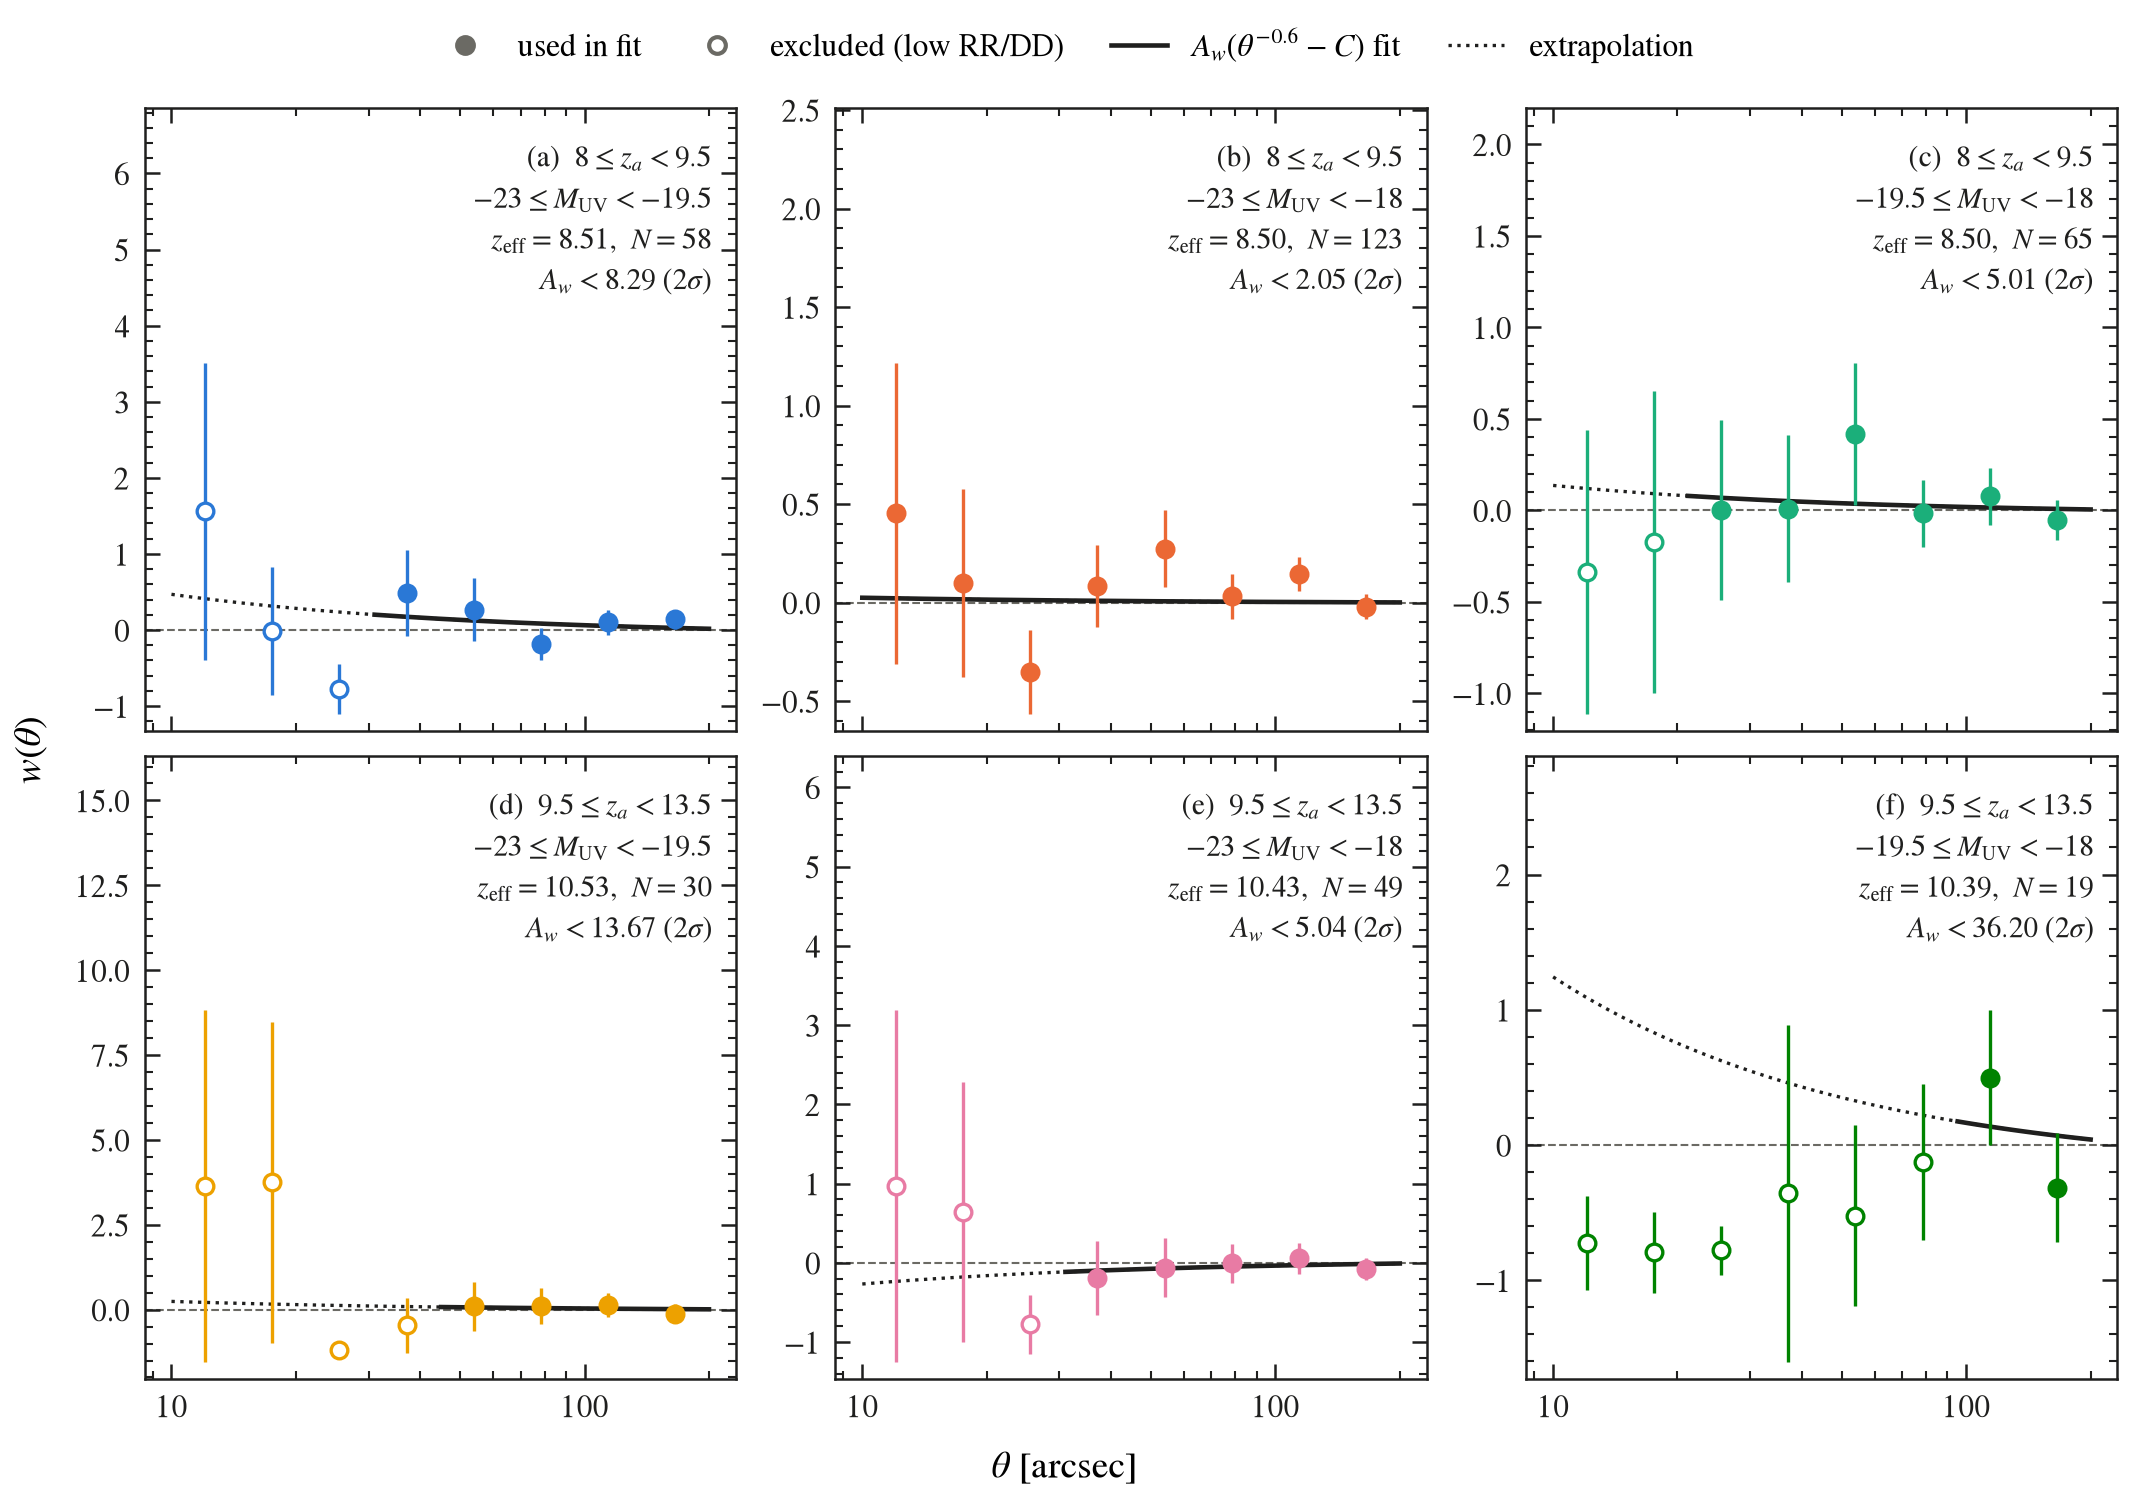 used in fit
excluded (low RR/DD)
A_w(θ^{−0.6} − C) fit
extrapolation
w(θ)
6
5
4
3
2
1
0
−1
(a) 8 ≤ z_a < 9.5
−23 ≤ M_UV < −19.5
z_eff = 8.51, N = 58
A_w < 8.29 (2σ)
2.5
2.0
1.5
1.0
0.5
0.0
−0.5
(b) 8 ≤ z_a < 9.5
−23 ≤ M_UV < −18
z_eff = 8.50, N = 123
A_w < 2.05 (2σ)
2.0
1.5
1.0
0.5
0.0
−0.5
−1.0
(c) 8 ≤ z_a < 9.5
−19.5 ≤ M_UV < −18
z_eff = 8.50, N = 65
A_w < 5.01 (2σ)
15.0
12.5
10.0
7.5
5.0
2.5
0.0
(d) 9.5 ≤ z_a < 13.5
−23 ≤ M_UV < −19.5
z_eff = 10.53, N = 30
A_w < 13.67 (2σ)
10
100
6
5
4
3
2
1
0
−1
(e) 9.5 ≤ z_a < 13.5
−23 ≤ M_UV < −18
z_eff = 10.43, N = 49
A_w < 5.04 (2σ)
10
100
2
1
0
−1
(f) 9.5 ≤ z_a < 13.5
−19.5 ≤ M_UV < −18
z_eff = 10.39, N = 19
A_w < 36.20 (2σ)
10
100
θ [arcsec]